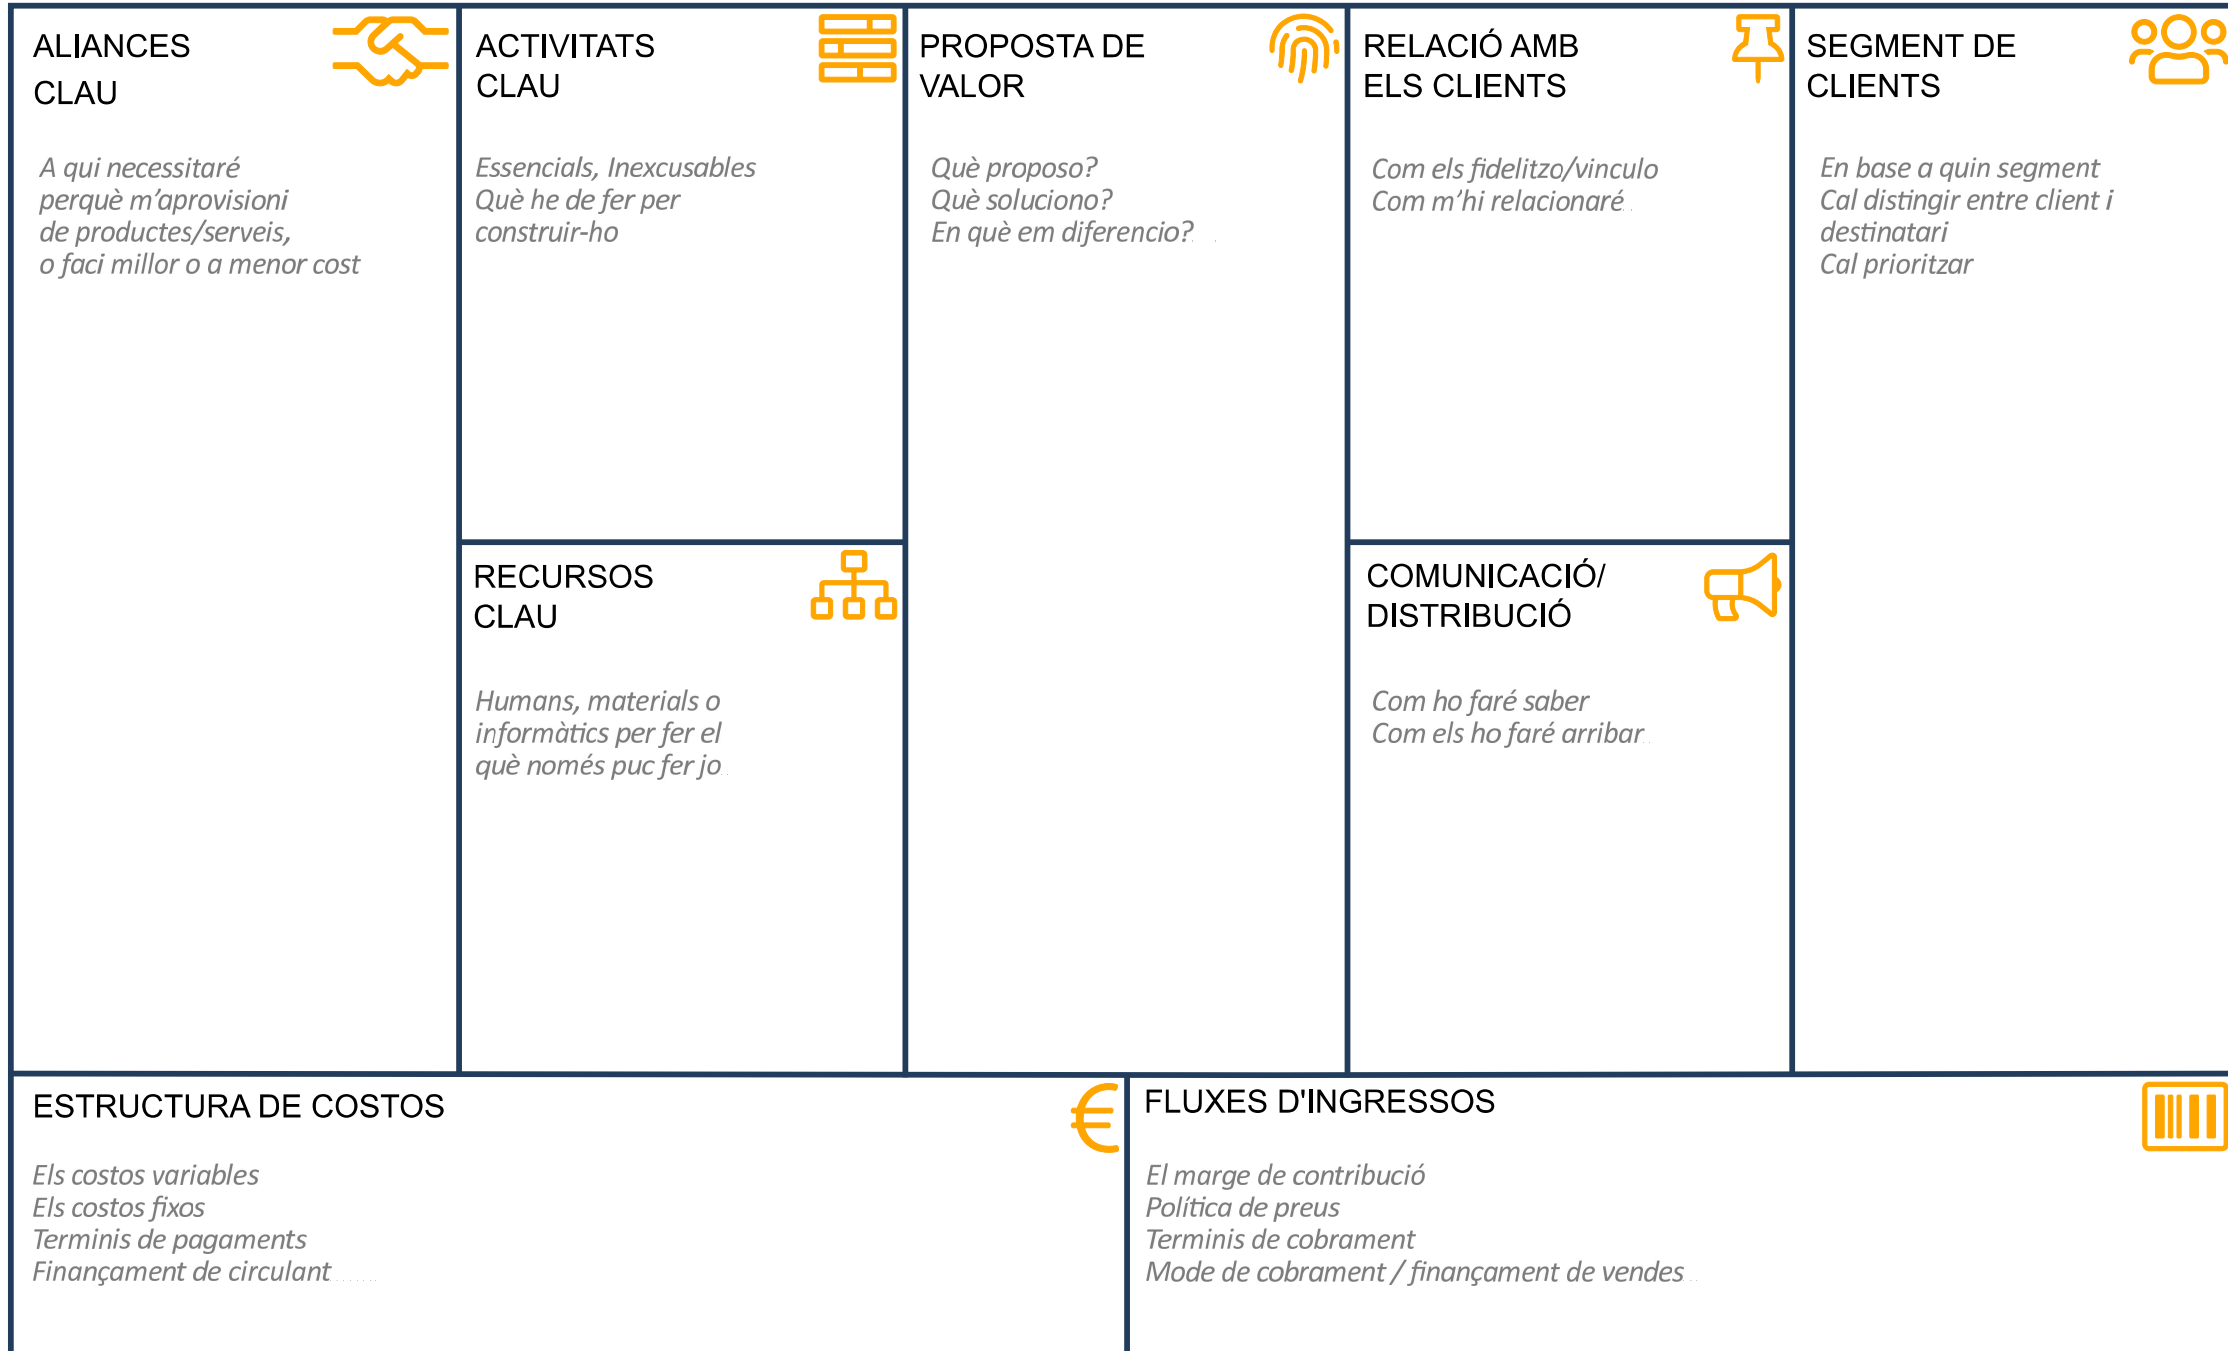 ALIANCES
CLAU
A qui necessitaré
perquè m'aprovisioni
de productes/serveis,
o faci millor o a menor cost
ACTIVITATS
CLAU
Essencials, Inexcusables
Què he de fer per
construir-ho
RECURSOS
CLAU
Humans, materials o
informàtics per fer el
què només puc fer jo
PROPOSTA DE
VALOR
Què proposo?
Què soluciono?
En què em diferencio?
RELACIÓ AMB
ELS CLIENTS
Com els fidelitzo/vinculo
Com m'hi relacionaré
COMUNICACIÓ/
DISTRIBUCIÓ
Com ho faré saber
Com els ho faré arribar
SEGMENT DE
CLIENTS
En base a quin segment
Cal distingir entre client i
destinatari
Cal prioritzar
ESTRUCTURA DE COSTOS
Els costos variables
Els costos fixos
Terminis de pagaments
Finançament de circulant
FLUXES D'INGRESSOS
El marge de contribució
Política de preus
Terminis de cobrament
Mode de cobrament / finançament de vendes